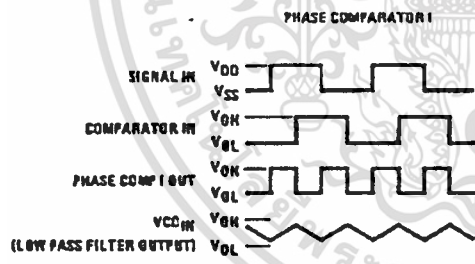 PHASE COMPARATOR I
SIGNAL IN VDD
VSS
COMPARATOR IN VOH
VOL
PHASE COMP I OUT VOH
VOL
VCOIN VOH
(LOW PASS FILTER OUTPUT) VOL